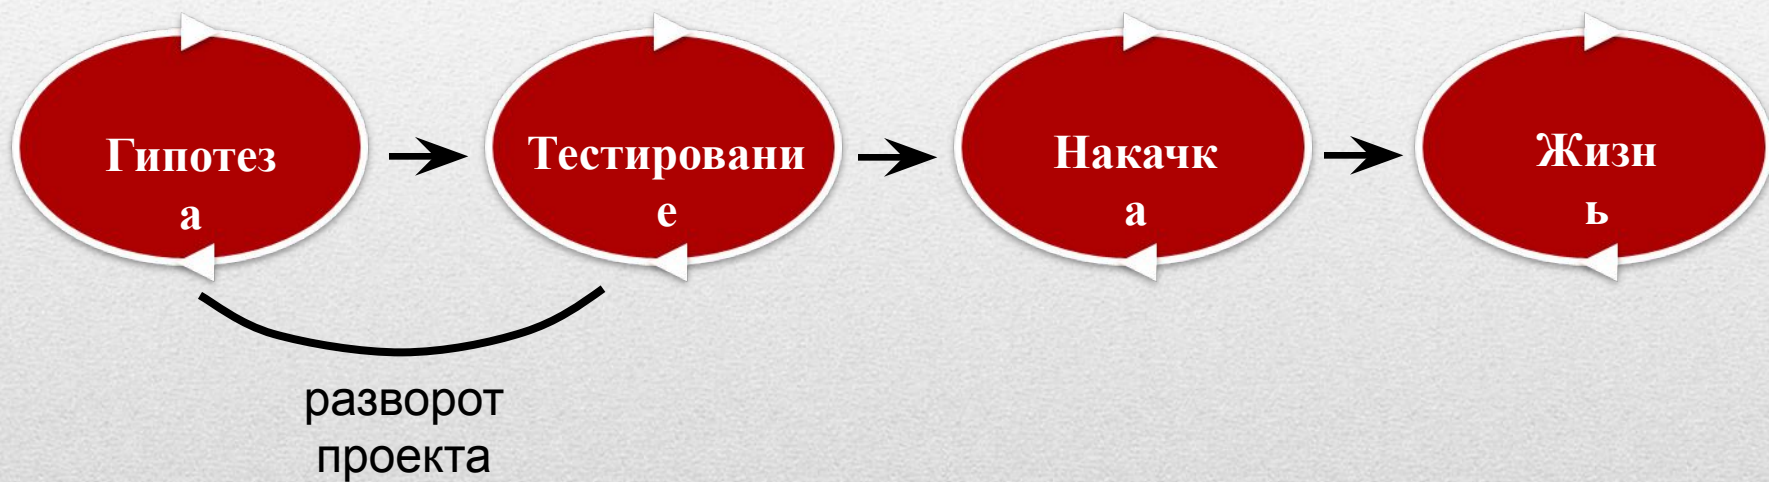 Гипотез
а
Тестировани
е
Накачк
а
Жизн
ь
разворот
проекта